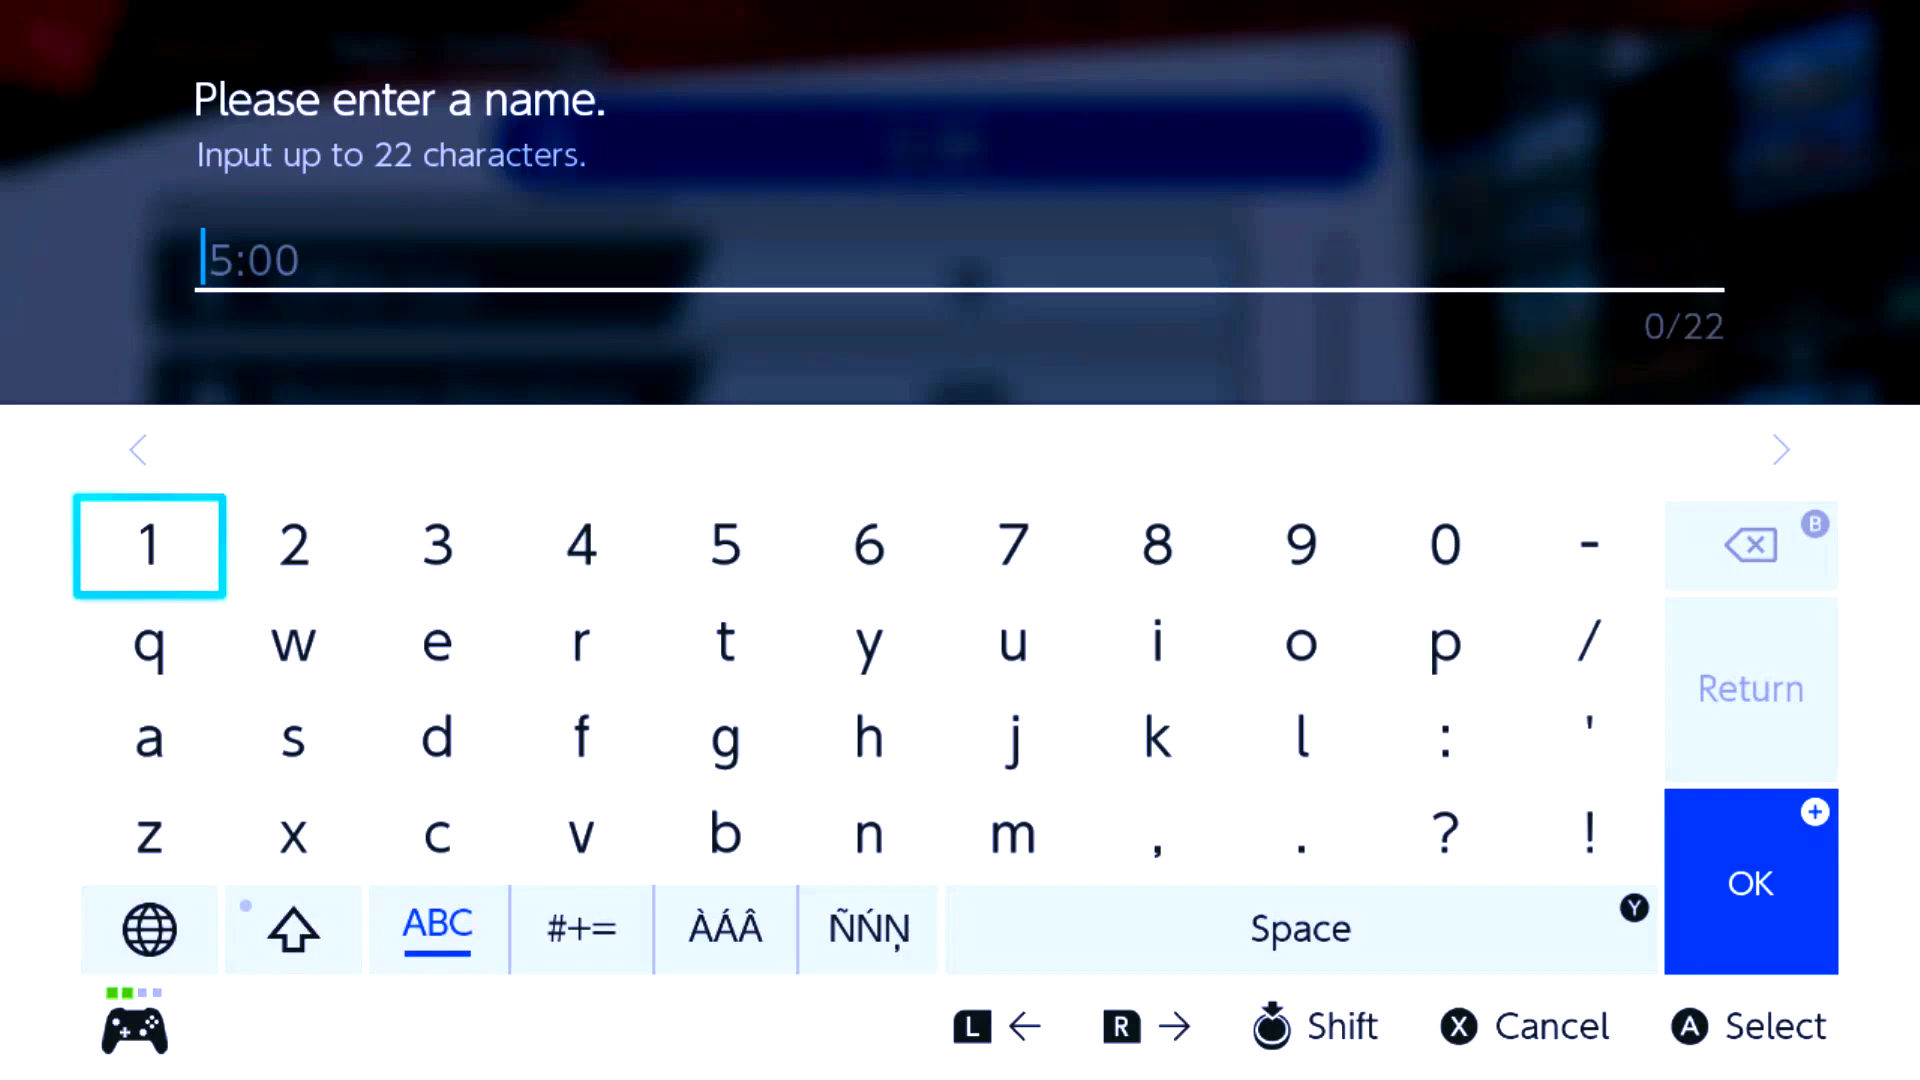 Please enter a name.
Input up to 22 characters.
5:00
0/22
1 2 3 4 5 6 7 8 9 0 -
B
q w e r t y u i o p /
Return
a s d f g h j k l : '
z x c v b n m , . ? !
+
OK
ABC #+= ÀÁÂ ÑŃŅ Space Y
L ← R → Shift X Cancel A Select